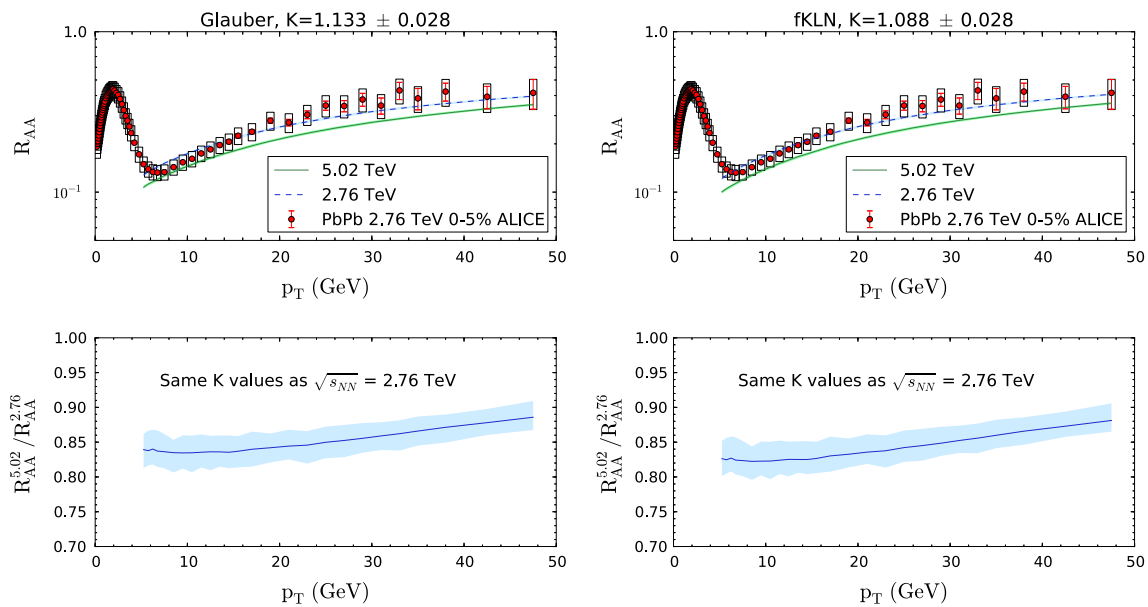 Glauber, K=1.133 ± 0.028
1.0
R_AA
10^−1
5.02 TeV
2.76 TeV
PbPb 2.76 TeV 0-5% ALICE
0 10 20 30 40 50
p_T (GeV)
fKLN, K=1.088 ± 0.028
1.0
R_AA
10^−1
5.02 TeV
2.76 TeV
PbPb 2.76 TeV 0-5% ALICE
0 10 20 30 40 50
p_T (GeV)
1.00
0.95
0.90
0.85
0.80
0.75
0.70
R_AA^5.02 /R_AA^2.76
Same K values as √s_NN = 2.76 TeV
0 10 20 30 40 50
p_T (GeV)
1.00
0.95
0.90
0.85
0.80
0.75
0.70
R_AA^5.02 /R_AA^2.76
Same K values as √s_NN = 2.76 TeV
0 10 20 30 40 50
p_T (GeV)